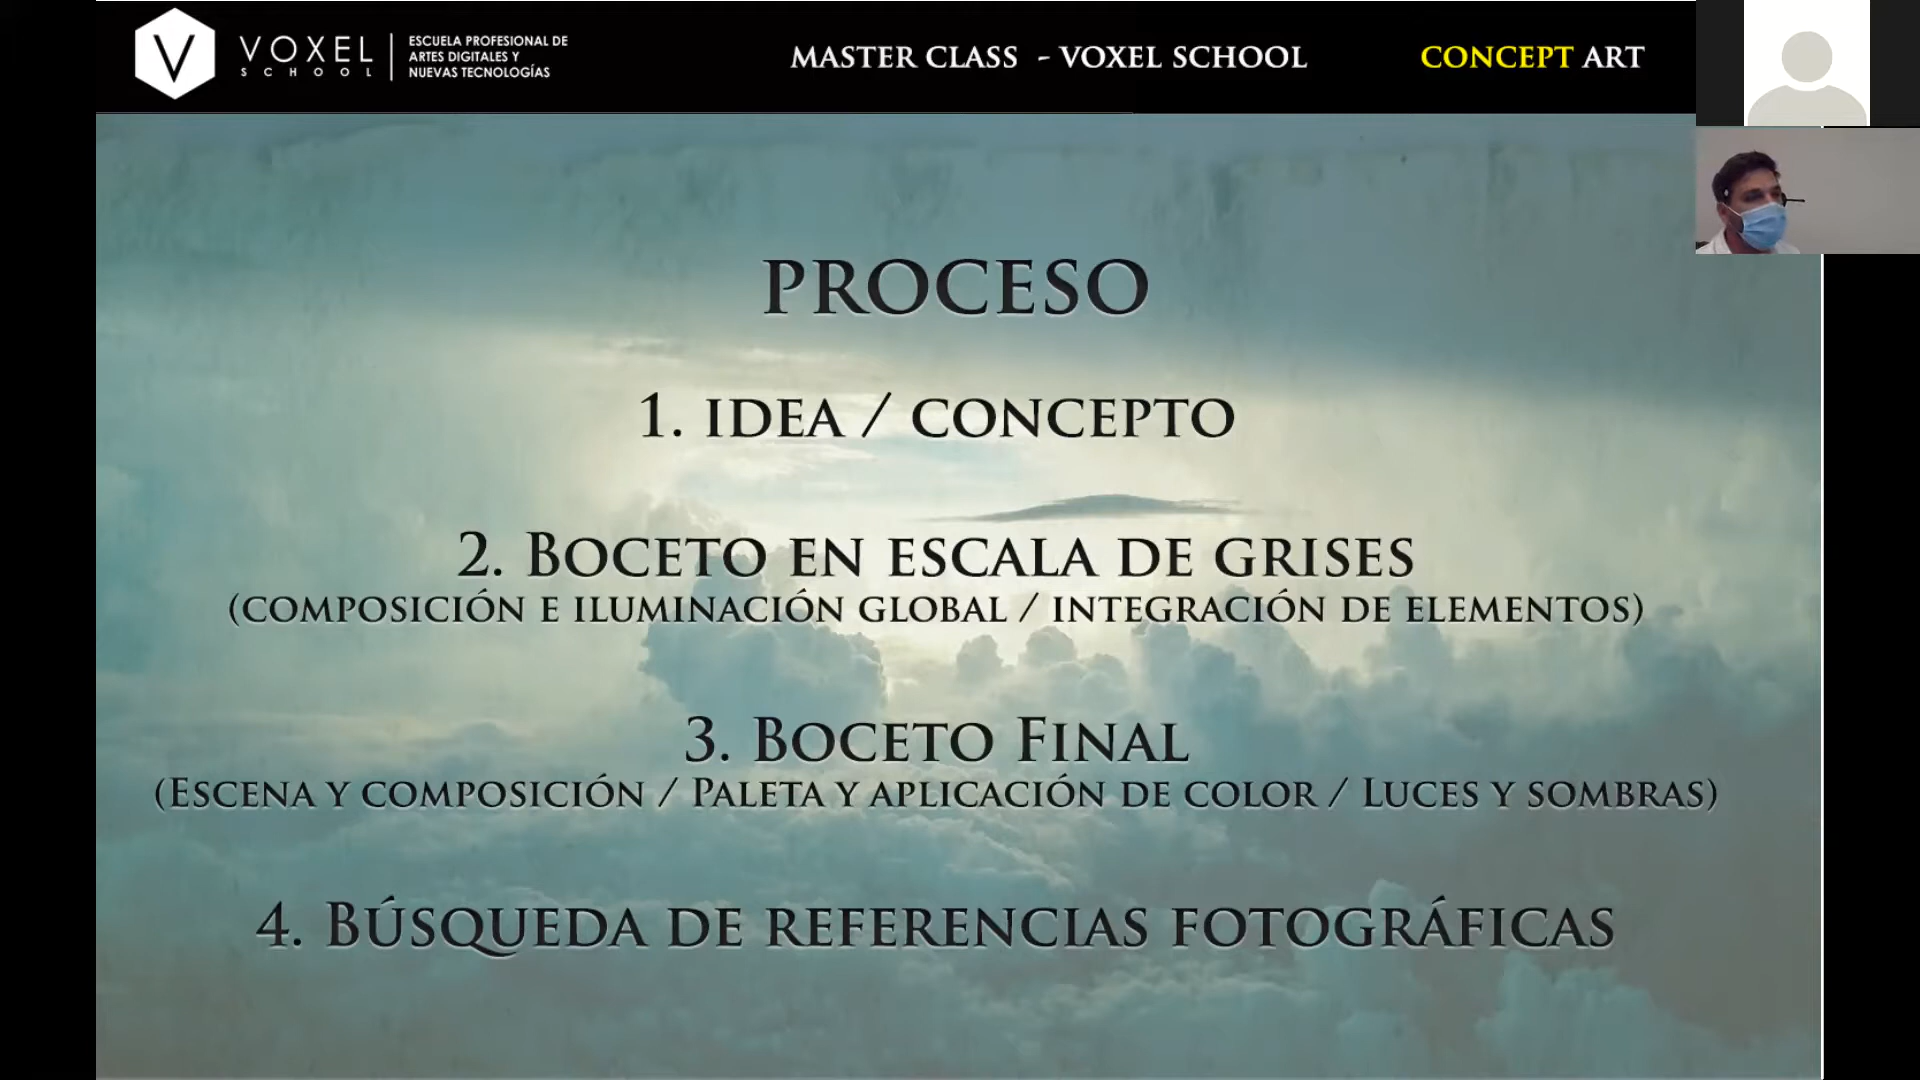 VOXEL
SCHOOL
ESCUELA PROFESIONAL DE
ARTES DIGITALES Y
NUEVAS TECNOLOGÍAS
MASTER CLASS - VOXEL SCHOOL
CONCEPT ART
PROCESO
1. IDEA / CONCEPTO
2. BOCETO EN ESCALA DE GRISES
(COMPOSICIÓN E ILUMINACIÓN GLOBAL / INTEGRACIÓN DE ELEMENTOS)
3. BOCETO FINAL
(ESCENA Y COMPOSICIÓN / PALETA Y APLICACIÓN DE COLOR / LUCES Y SOMBRAS)
4. BÚSQUEDA DE REFERENCIAS FOTOGRÁFICAS